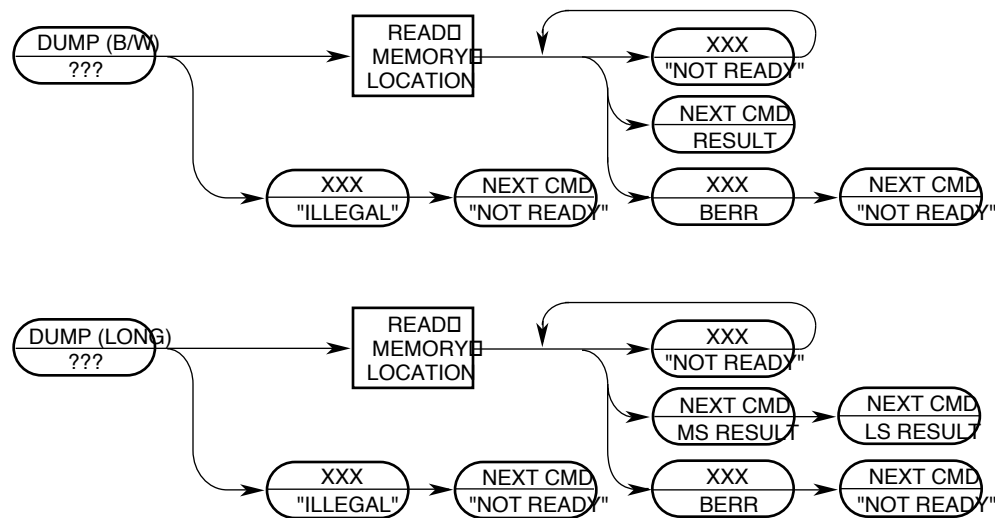 DUMP (B/W)
???
READ
MEMORY
LOCATION
XXX
"NOT READY"
NEXT CMD
RESULT
XXX
"ILLEGAL"
NEXT CMD
"NOT READY"
XXX
BERR
NEXT CMD
"NOT READY"
DUMP (LONG)
???
READ
MEMORY
LOCATION
XXX
"NOT READY"
NEXT CMD
MS RESULT
NEXT CMD
LS RESULT
XXX
"ILLEGAL"
NEXT CMD
"NOT READY"
XXX
BERR
NEXT CMD
"NOT READY"